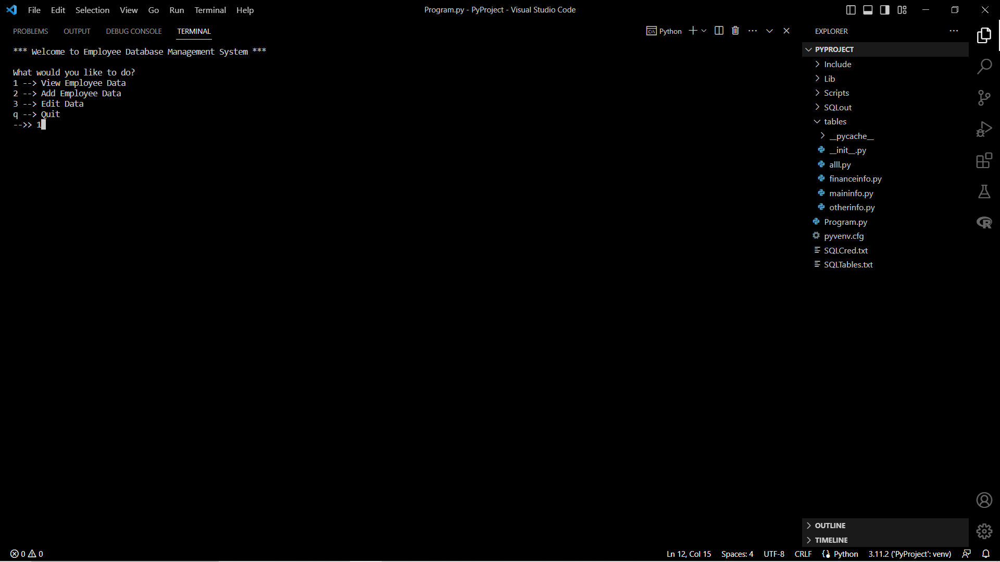 File Edit Selection View Go Run Terminal Help
Program.py - PyProject - Visual Studio Code
PROBLEMS OUTPUT DEBUG CONSOLE TERMINAL
Python
*** Welcome to Employee Database Management System ***
What would you like to do?
1 --> View Employee Data
2 --> Add Employee Data
3 --> Edit Data
q --> Quit
-->> 1
EXPLORER
PYPROJECT
Include
Lib
Scripts
SQLout
tables
__pycache__
__init__.py
alll.py
financeinfo.py
maininfo.py
otherinfo.py
Program.py
pyvenv.cfg
SQLCred.txt
SQLTables.txt
OUTLINE
TIMELINE
0 0
Ln 12, Col 15 Spaces: 4 UTF-8 CRLF Python 3.11.2 ('PyProject': venv)